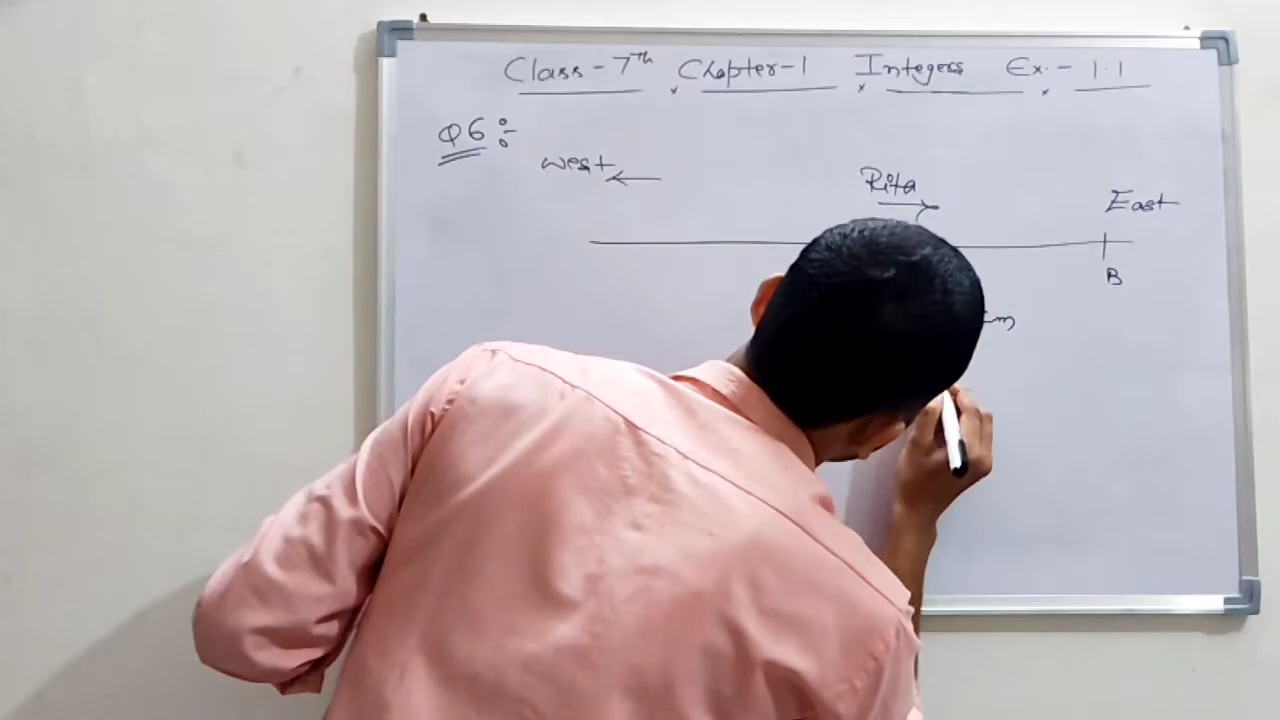 Class-7th Chapter-1 Integers Ex.- 1.1
Q6:-
west
Rita
East
B